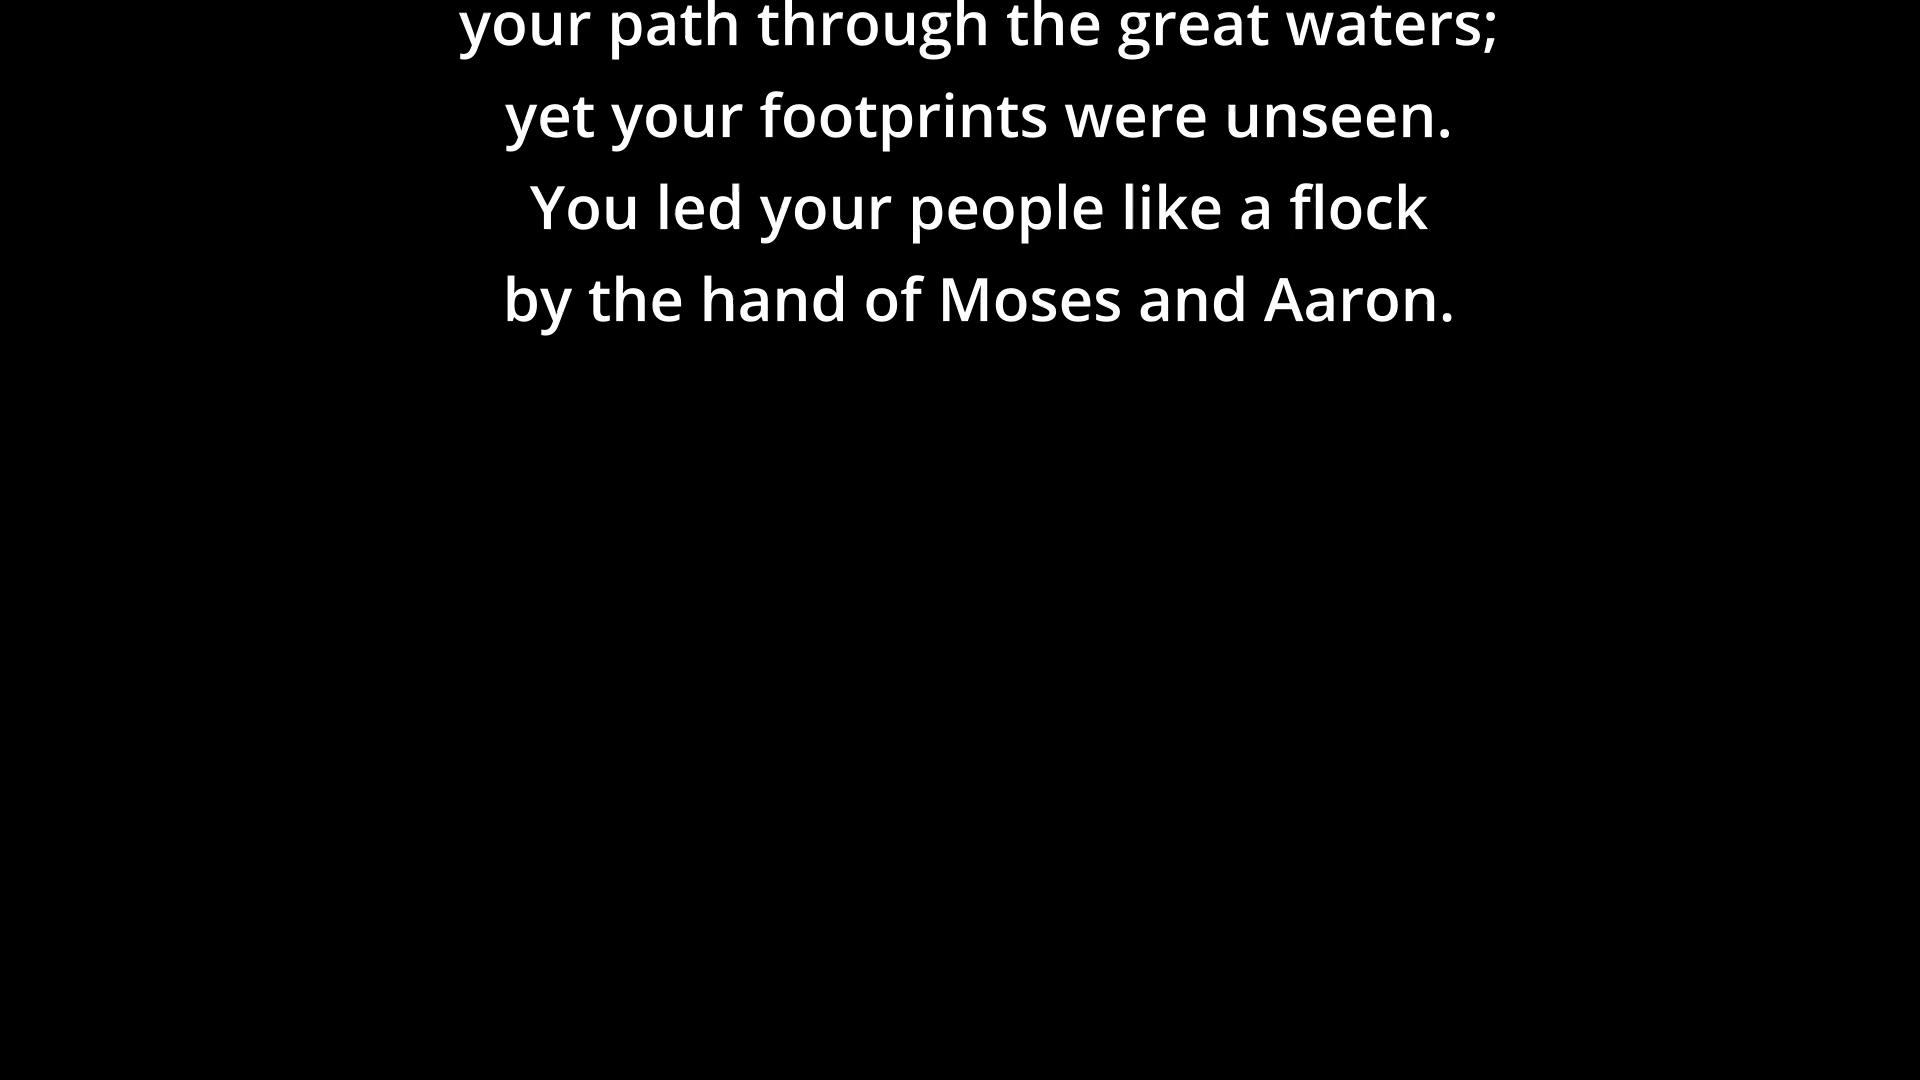 your path through the great waters;
yet your footprints were unseen.
You led your people like a flock
by the hand of Moses and Aaron.